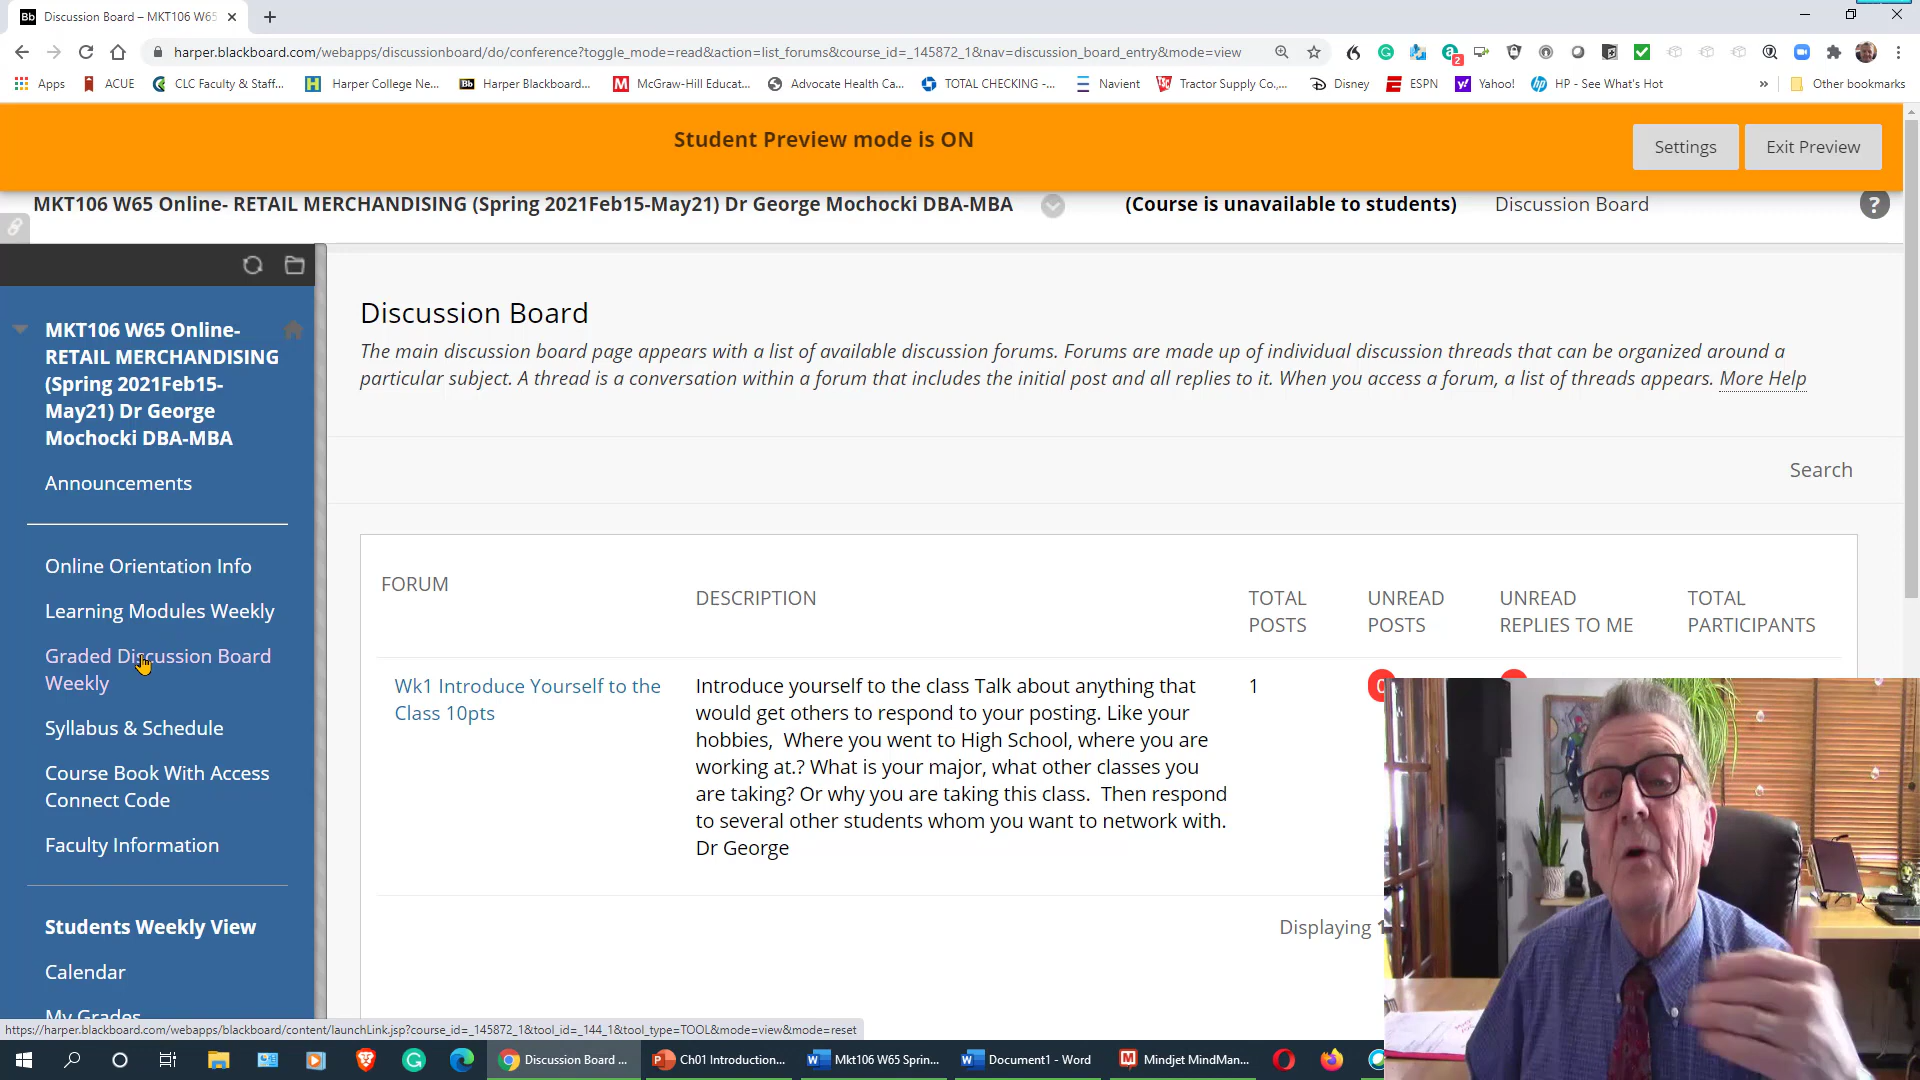 Discussion Board – MKT106 W65
harper.blackboard.com/webapps/discussionboard/do/conference?toggle_mode=read&action=list_forums&course_id=_145872_1&nav=discussion_board_entry&mode=view
2
Apps ACUE CLC Faculty & Staff... Harper College Ne... Harper Blackboard... McGraw-Hill Educat... Advocate Health Ca... TOTAL CHECKING -... Navient Tractor Supply Co.,... Disney ESPN Yahoo! HP - See What's Hot » Other bookmarks
Student Preview mode is ON
Settings Exit Preview
MKT106 W65 Online- RETAIL MERCHANDISING (Spring 2021Feb15-May21) Dr George Mochocki DBA-MBA (Course is unavailable to students) Discussion Board ?
MKT106 W65 Online-
RETAIL MERCHANDISING
(Spring 2021Feb15-
May21) Dr George
Mochocki DBA-MBA
Announcements
Online Orientation Info
Learning Modules Weekly
Graded Discussion Board
Weekly
Syllabus & Schedule
Course Book With Access
Connect Code
Faculty Information
Students Weekly View
Calendar
My Grades
Discussion Board
The main discussion board page appears with a list of available discussion forums. Forums are made up of individual discussion threads that can be organized around a
particular subject. A thread is a conversation within a forum that includes the initial post and all replies to it. When you access a forum, a list of threads appears. More Help
Search
FORUM
DESCRIPTION
TOTAL
POSTS
UNREAD
POSTS
UNREAD
REPLIES TO ME
TOTAL
PARTICIPANTS
Wk1 Introduce Yourself to the
Class 10pts
Introduce yourself to the class Talk about anything that
would get others to respond to your posting. Like your
hobbies, Where you went to High School, where you are
working at.? What is your major, what other classes you
are taking? Or why you are taking this class. Then respond
to several other students whom you want to network with.
Dr George
1
0
Displaying 1
https://harper.blackboard.com/webapps/blackboard/content/launchLink.jsp?course_id=_145872_1&tool_id=_144_1&tool_type=TOOL&mode=view&mode=reset
Discussion Board ... Ch01 Introduction... Mkt106 W65 Sprin... Document1 - Word Mindjet MindMan...